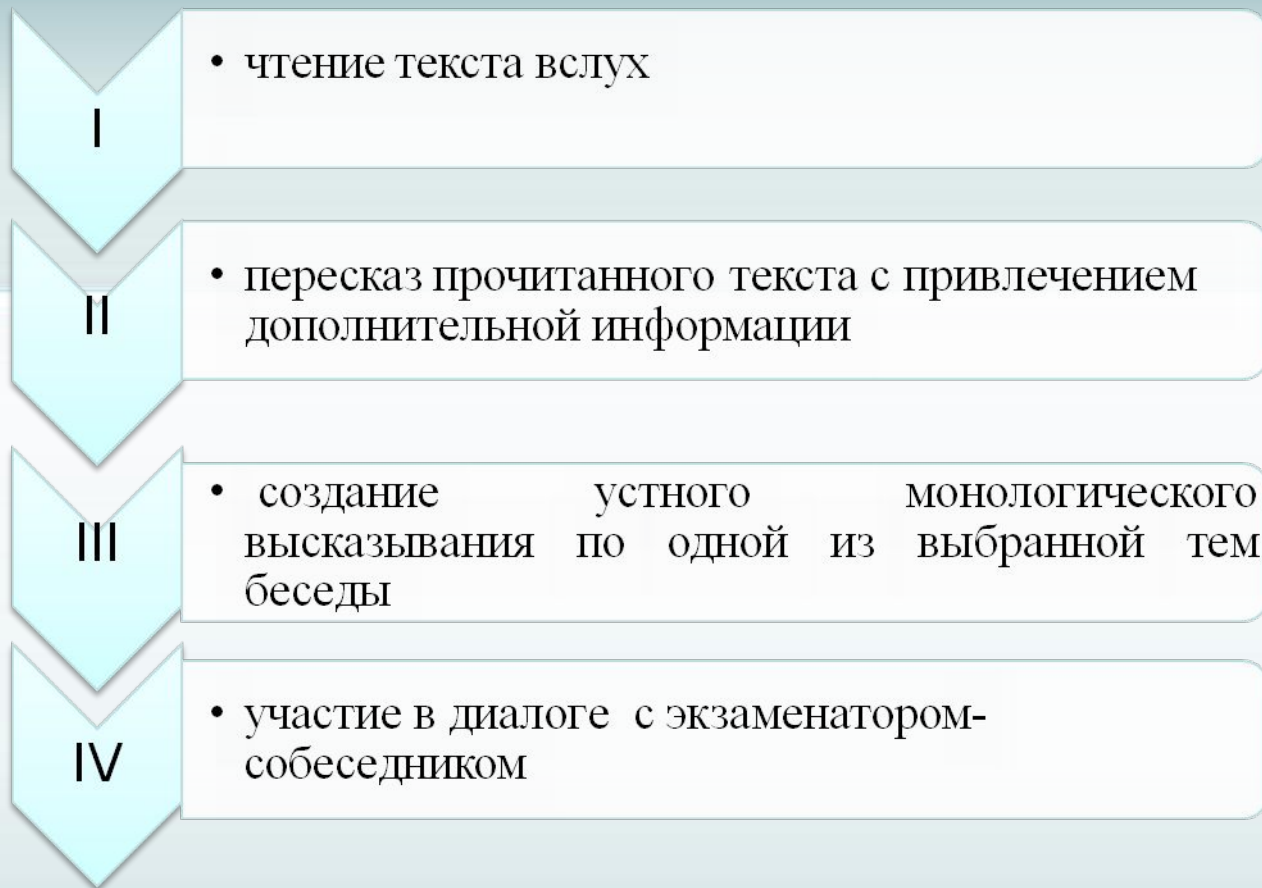 I
• чтение текста вслух
II
• пересказ прочитанного текста с привлечением
дополнительной информации
III
• создание устного монологического
высказывания по одной из выбранной тем
беседы
IV
• участие в диалоге с экзаменатором-
собеседником